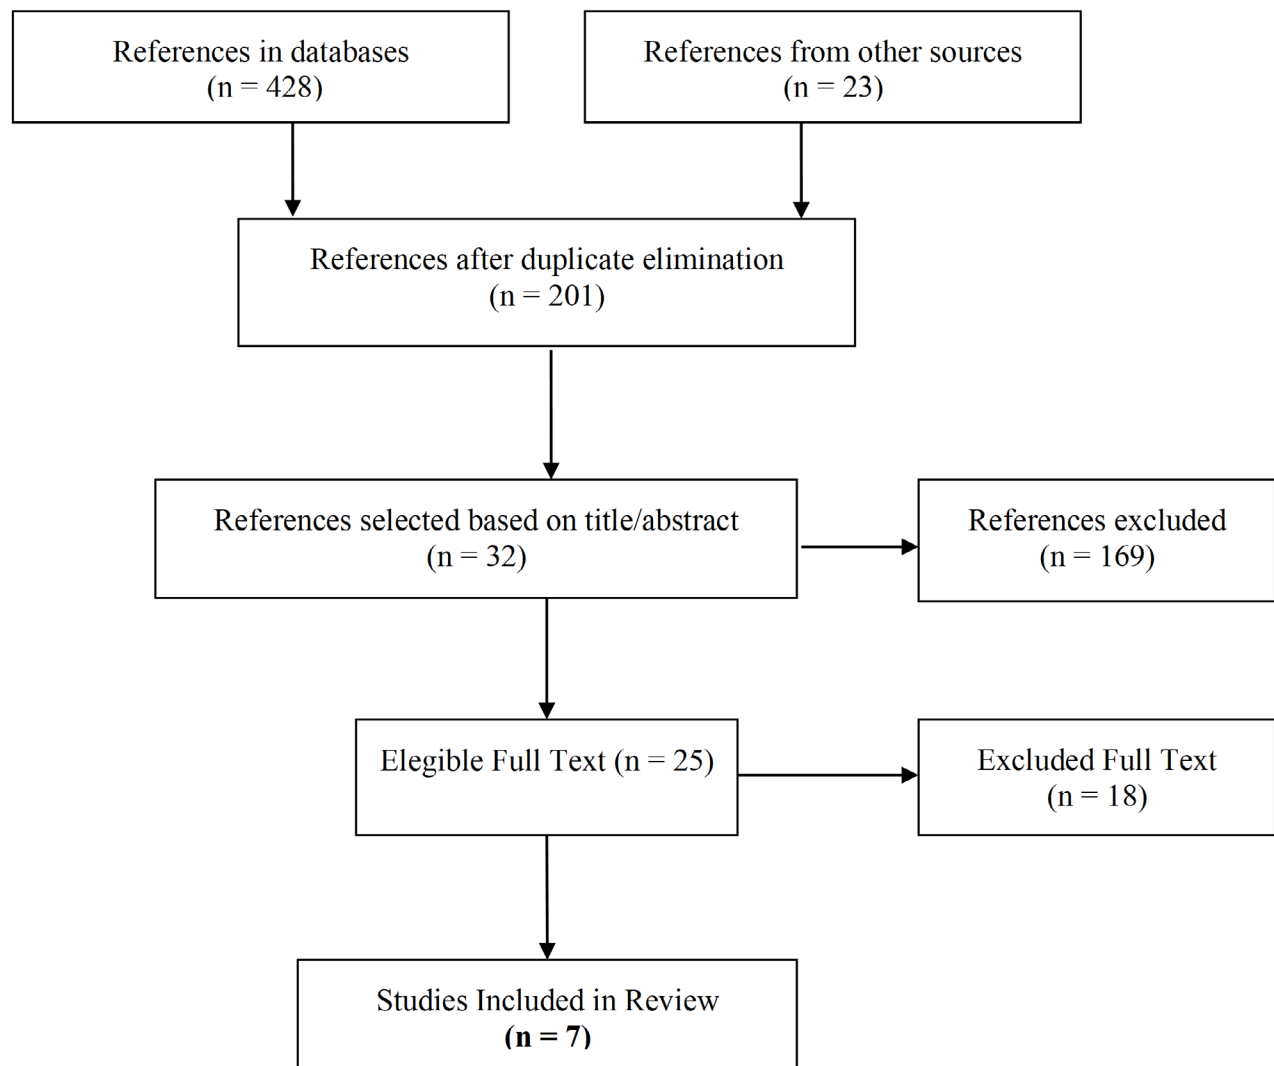 References in databases
(n = 428)
References from other sources
(n = 23)
References after duplicate elimination
(n = 201)
References selected based on title/abstract
(n = 32)
References excluded
(n = 169)
Elegible Full Text (n = 25)
Excluded Full Text
(n = 18)
Studies Included in Review
(n = 7)